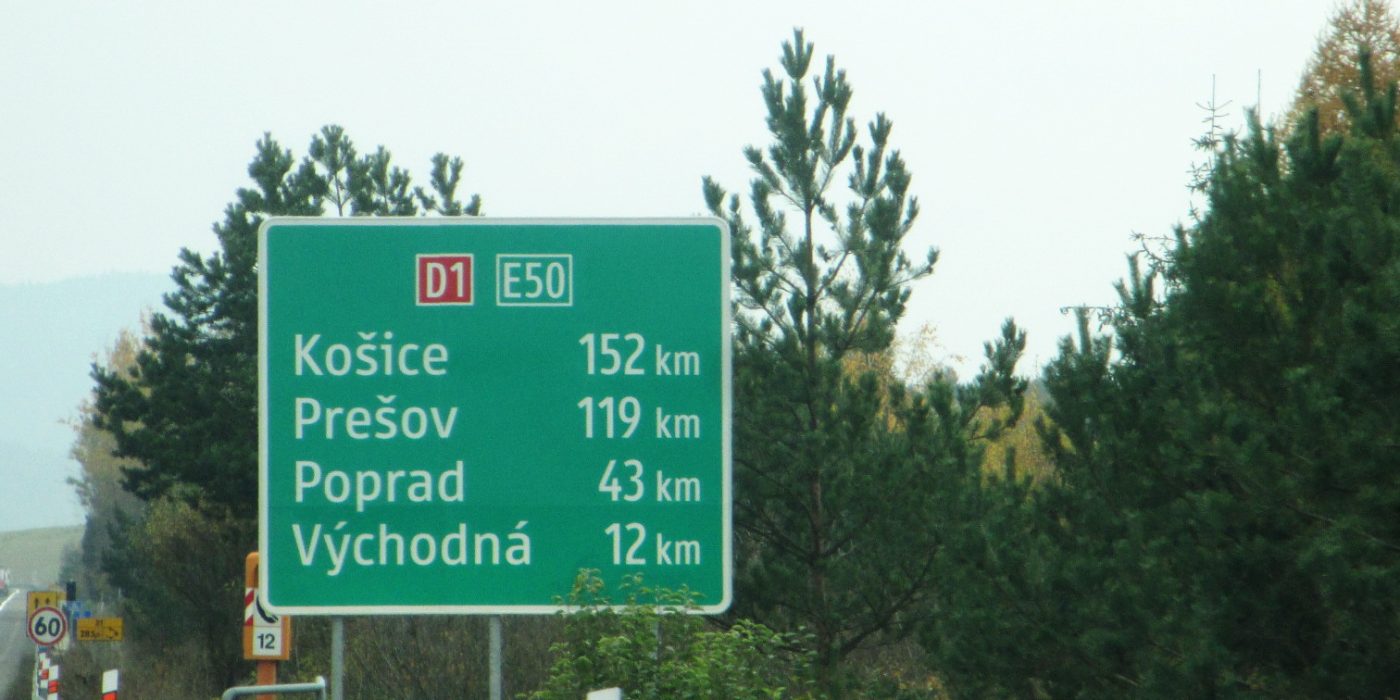 D1 E50
Košice 152 km
Prešov 119 km
Poprad 43 km
Východná 12 km
12
60